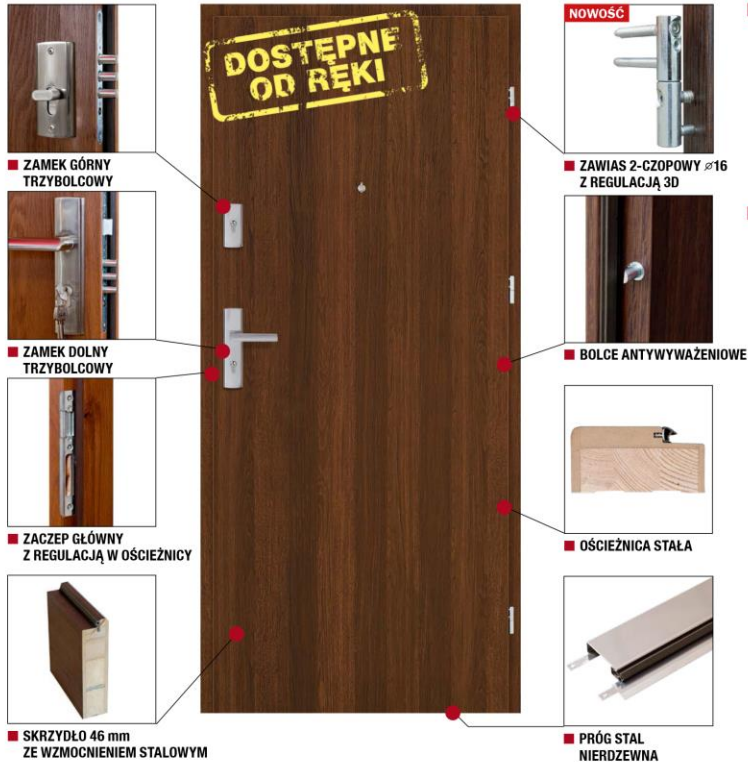 DOSTĘPNE
OD RĘKI
ZAMEK GÓRNY
TRZYBOLCOWY
ZAMEK DOLNY
TRZYBOLCOWY
ZACZEP GŁÓWNY
Z REGULACJĄ W OŚCIEŻNICY
SKRZYDŁO 46 mm
ZE WZMOCNIENIEM STALOWYM
NOWOŚĆ
ZAWIAS 2-CZOPOWY ⌀16
Z REGULACJĄ 3D
BOLCE ANTYWYWAŻENIOWE
OŚCIEŻNICA STAŁA
PRÓG STAL
NIERDZEWNA